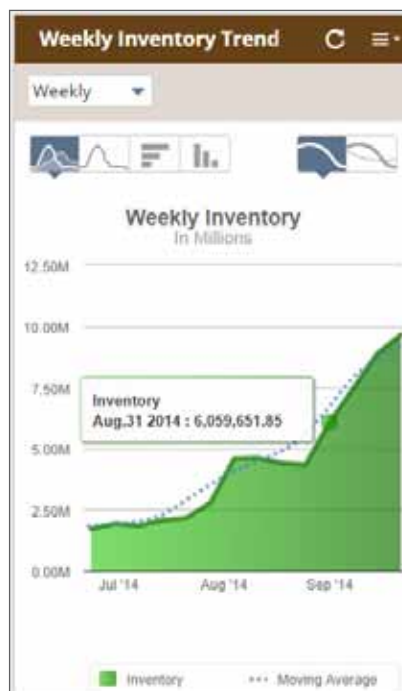 Weekly Inventory Trend
Weekly
Weekly Inventory
In Millions
12.50M
10.00M
7.50M
5.00M
2.50M
0.00M
Inventory
Aug.31 2014 : 6,059,651.85
Jul '14
Aug '14
Sep '14
Inventory
Moving Average